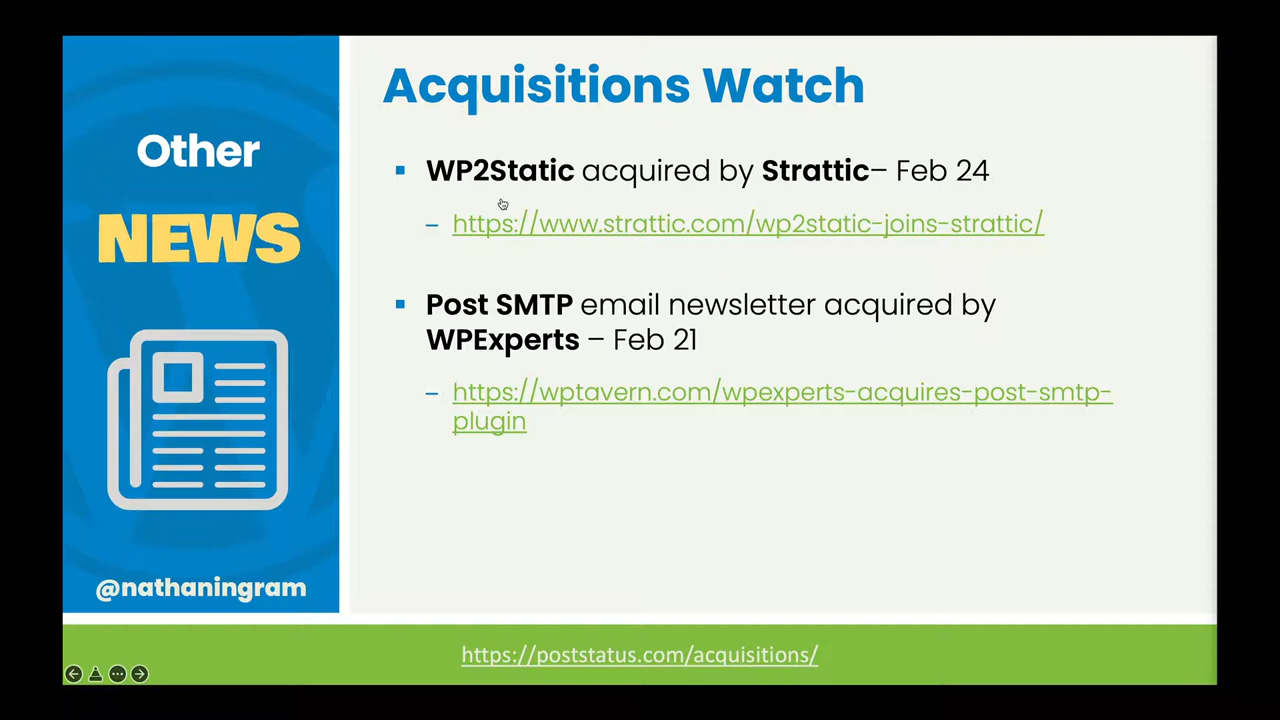 Other
NEWS
@nathaningram
Acquisitions Watch
WP2Static acquired by Strattic– Feb 24
– https://www.strattic.com/wp2static-joins-strattic/
Post SMTP email newsletter acquired by
WPExperts – Feb 21
– https://wptavern.com/wpexperts-acquires-post-smtp-
plugin
https://poststatus.com/acquisitions/